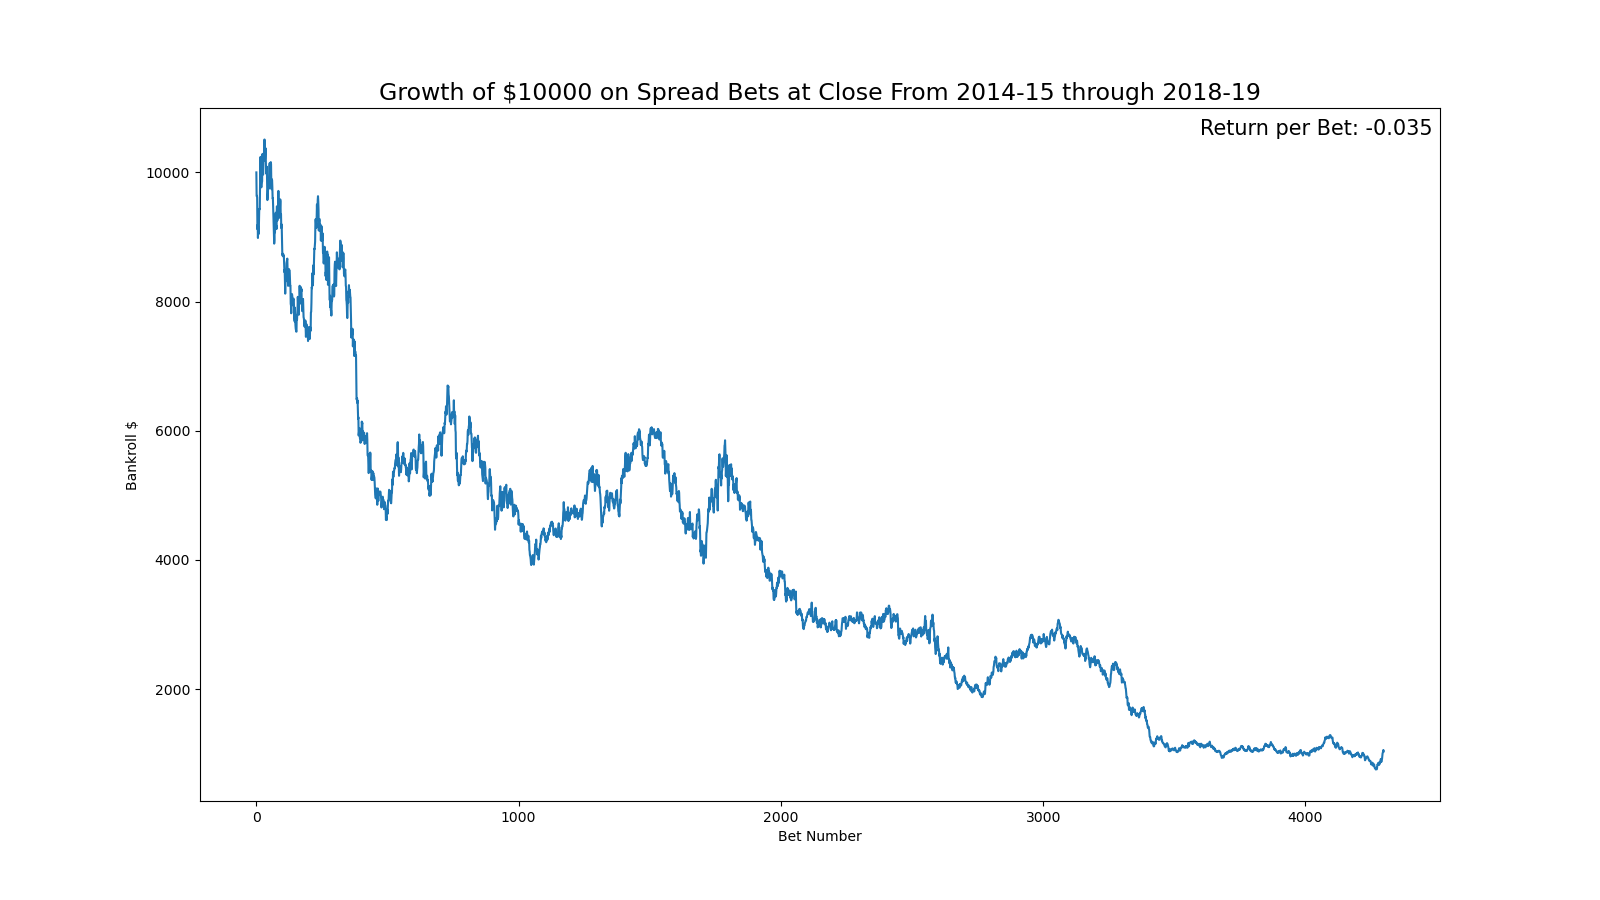 Growth of $10000 on Spread Bets at Close From 2014-15 through 2018-19
Return per Bet: -0.035
10000
8000
6000
4000
2000
Bankroll $
0 1000 2000 3000 4000
Bet Number